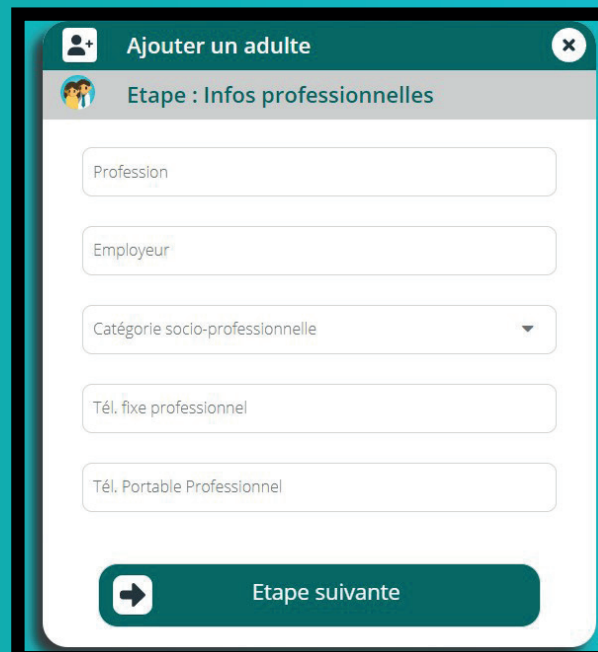 Ajouter un adulte
Etape : Infos professionnelles
Profession
Employeur
Catégorie socio-professionnelle
Tél. fixe professionnel
Tél. Portable Professionnel
Etape suivante